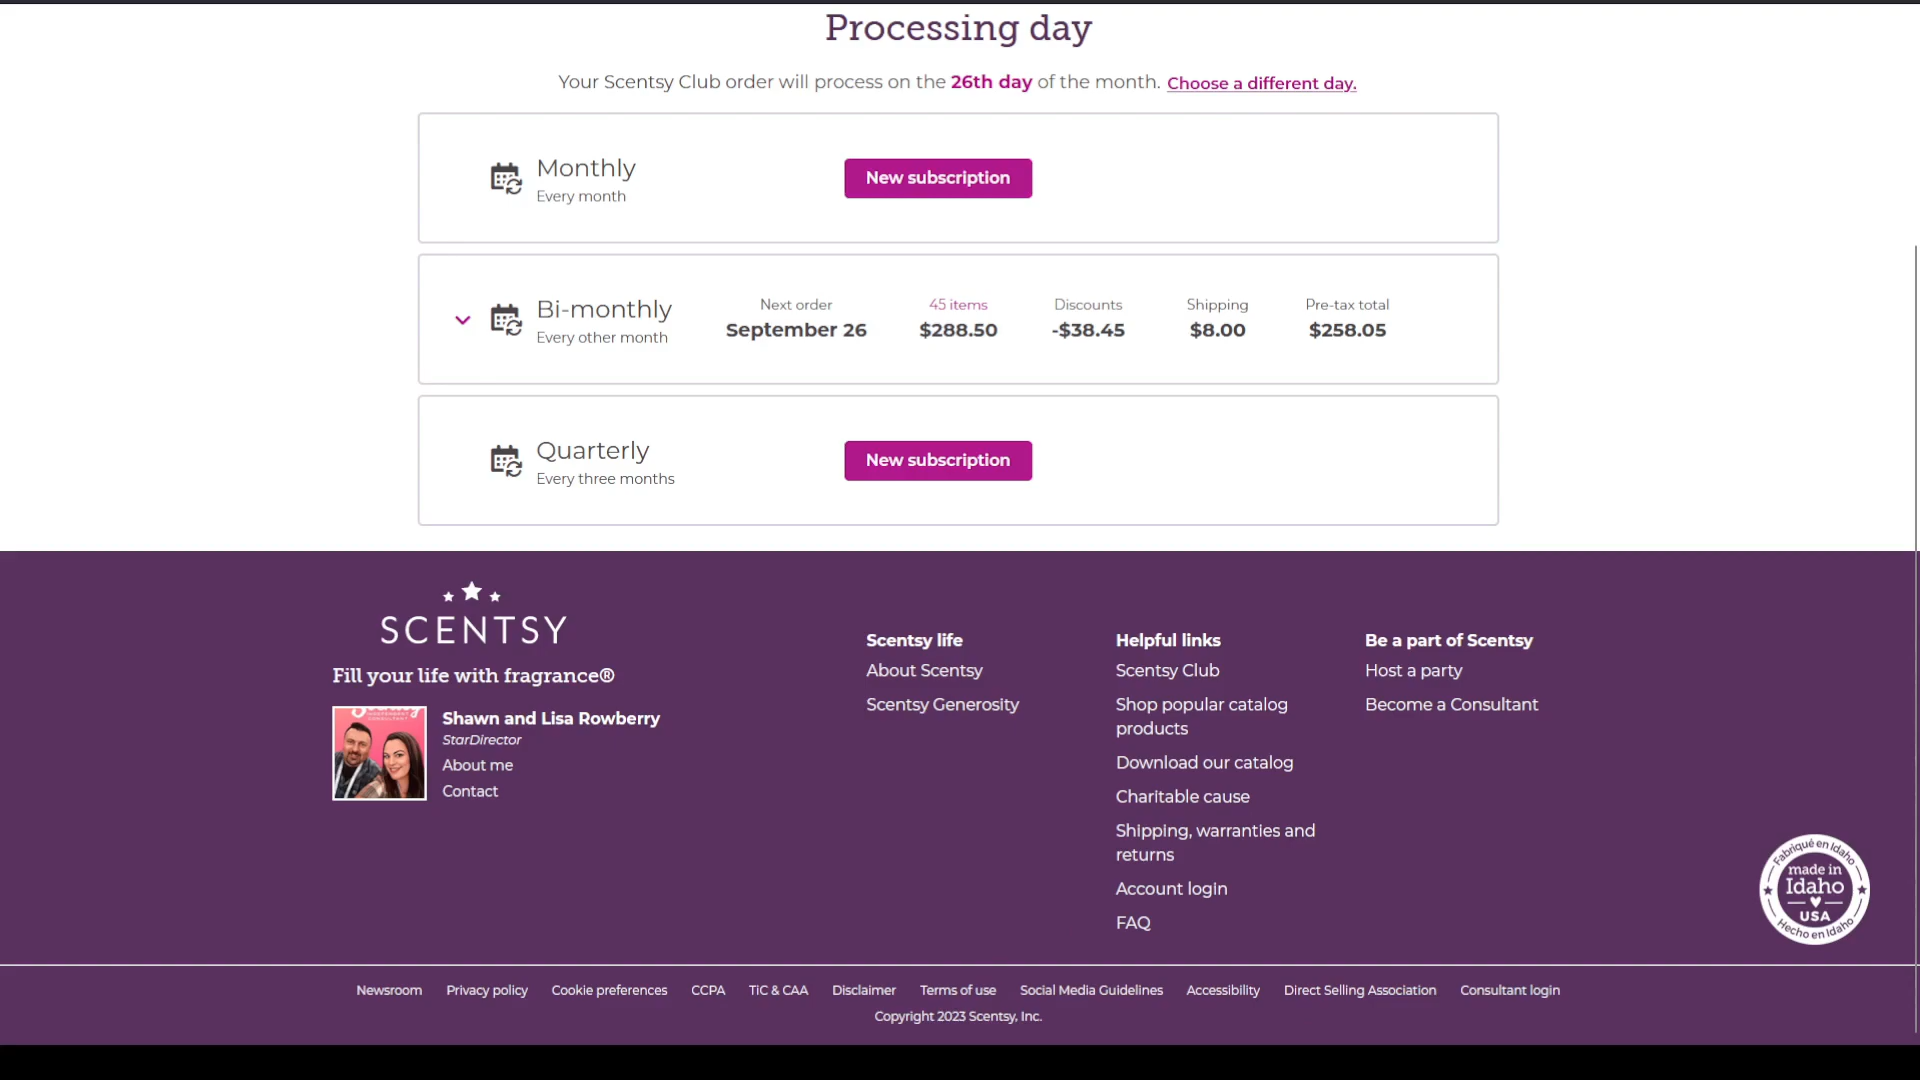 Processing day
Your Scentsy Club order will process on the 26th day of the month. Choose a different day.
Monthly
Every month
New subscription
Bi-monthly
Every other month
Next order
September 26
45 items
$288.50
Discounts
-$38.45
Shipping
$8.00
Pre-tax total
$258.05
Quarterly
Every three months
New subscription
SCENTSY
Fill your life with fragrance®
Shawn and Lisa Rowberry
StarDirector
About me
Contact
Scentsy life
About Scentsy
Scentsy Generosity
Helpful links
Scentsy Club
Shop popular catalog
products
Download our catalog
Charitable cause
Shipping, warranties and
returns
Account login
FAQ
Be a part of Scentsy
Host a party
Become a Consultant
Fabriqué en Idaho
made in
Idaho
USA
Hecho en Idaho
Newsroom Privacy policy Cookie preferences CCPA TiC & CAA Disclaimer Terms of use Social Media Guidelines Accessibility Direct Selling Association Consultant login
Copyright 2023 Scentsy, Inc.